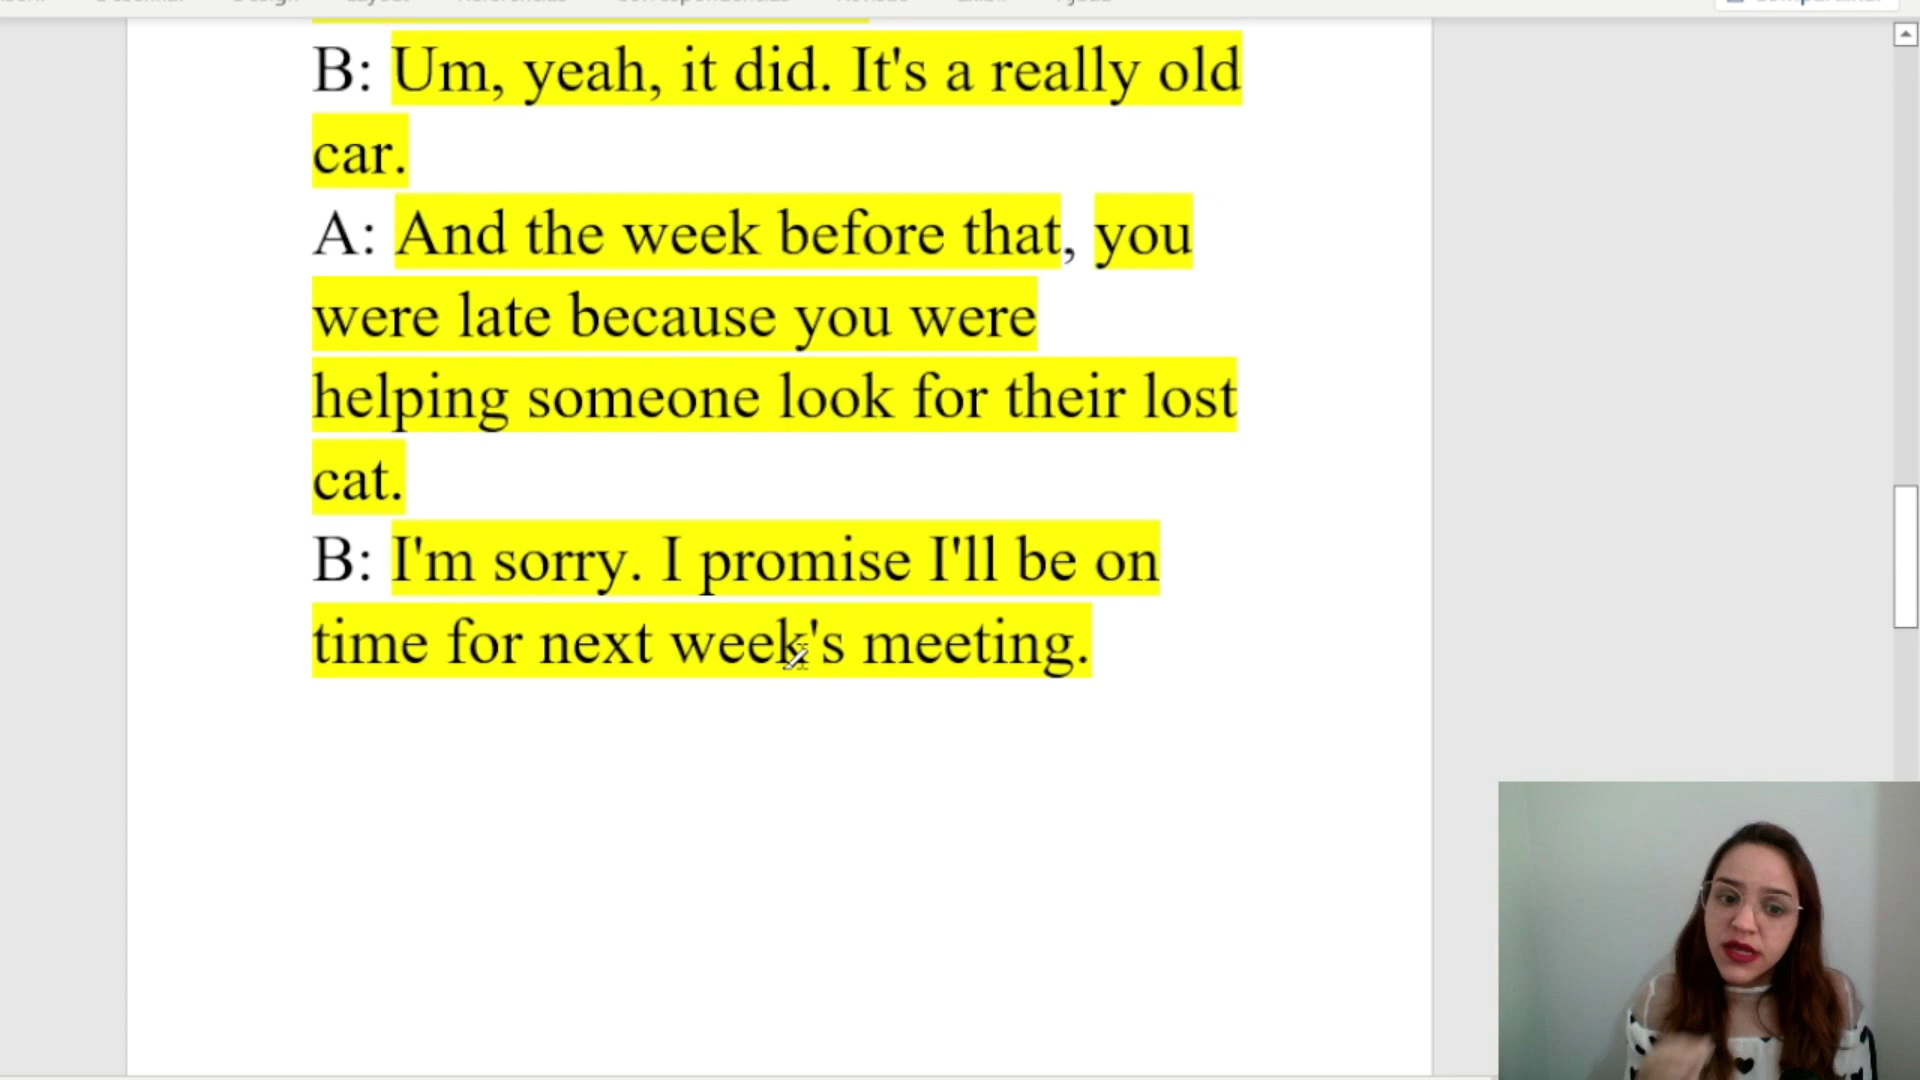 B: Um, yeah, it did. It's a really old
car.
A: And the week before that, you
were late because you were
helping someone look for their lost
cat.
B: I'm sorry. I promise I'll be on
time for next week's meeting.